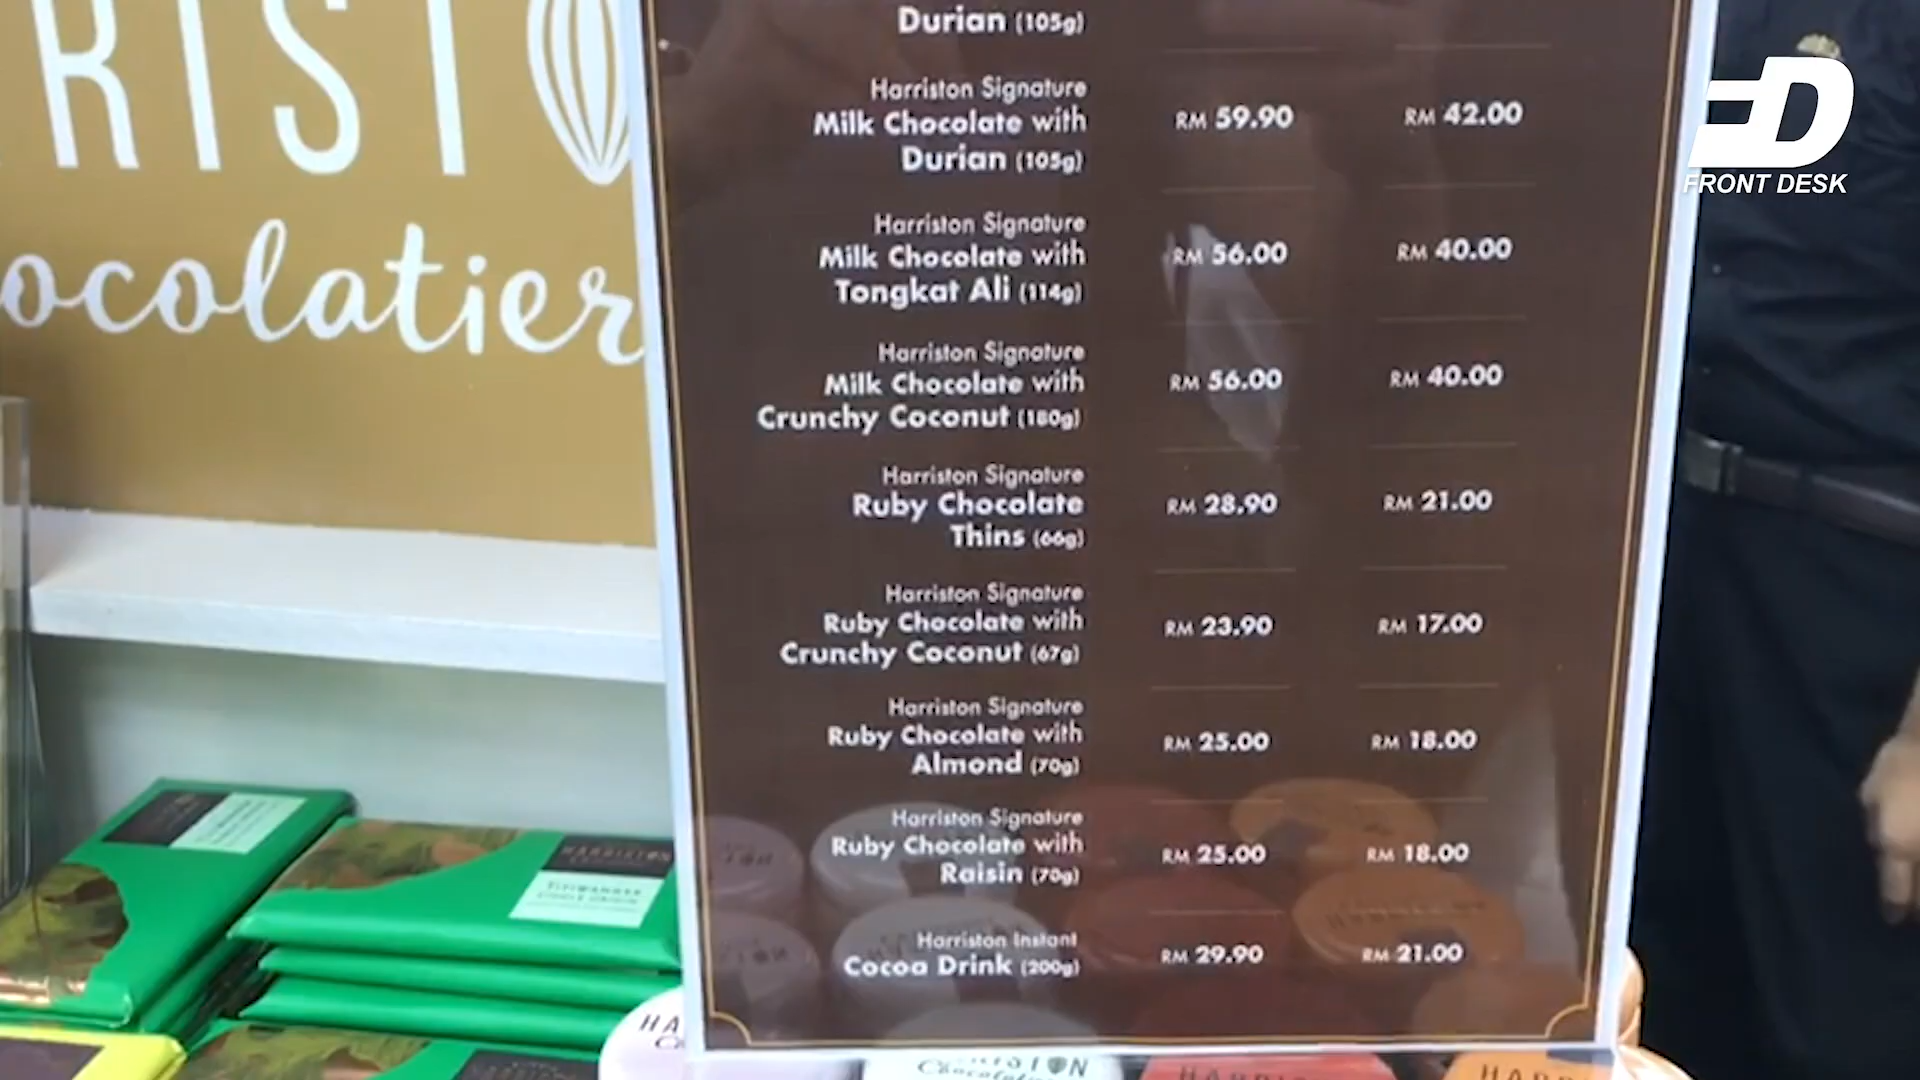 RIST
ocolatier
Durian (105g)
Harriston Signature
Milk Chocolate with
Durian (105g)
RM 59.90
RM 42.00
Harriston Signature
Milk Chocolate with
Tongkat Ali (114g)
RM 56.00
RM 40.00
Harriston Signature
Milk Chocolate with
Crunchy Coconut (180g)
RM 56.00
RM 40.00
Harriston Signature
Ruby Chocolate
Thins (66g)
RM 28.90
RM 21.00
Harriston Signature
Ruby Chocolate with
Crunchy Coconut (67g)
RM 23.90
RM 17.00
Harriston Signature
Ruby Chocolate with
Almond (70g)
RM 25.00
RM 18.00
Harriston Signature
Ruby Chocolate with
Raisin (70g)
RM 25.00
RM 18.00
Harriston Instant
Cocoa Drink (200g)
RM 29.90
RM 21.00
FD
FRONT DESK
HARRISTON